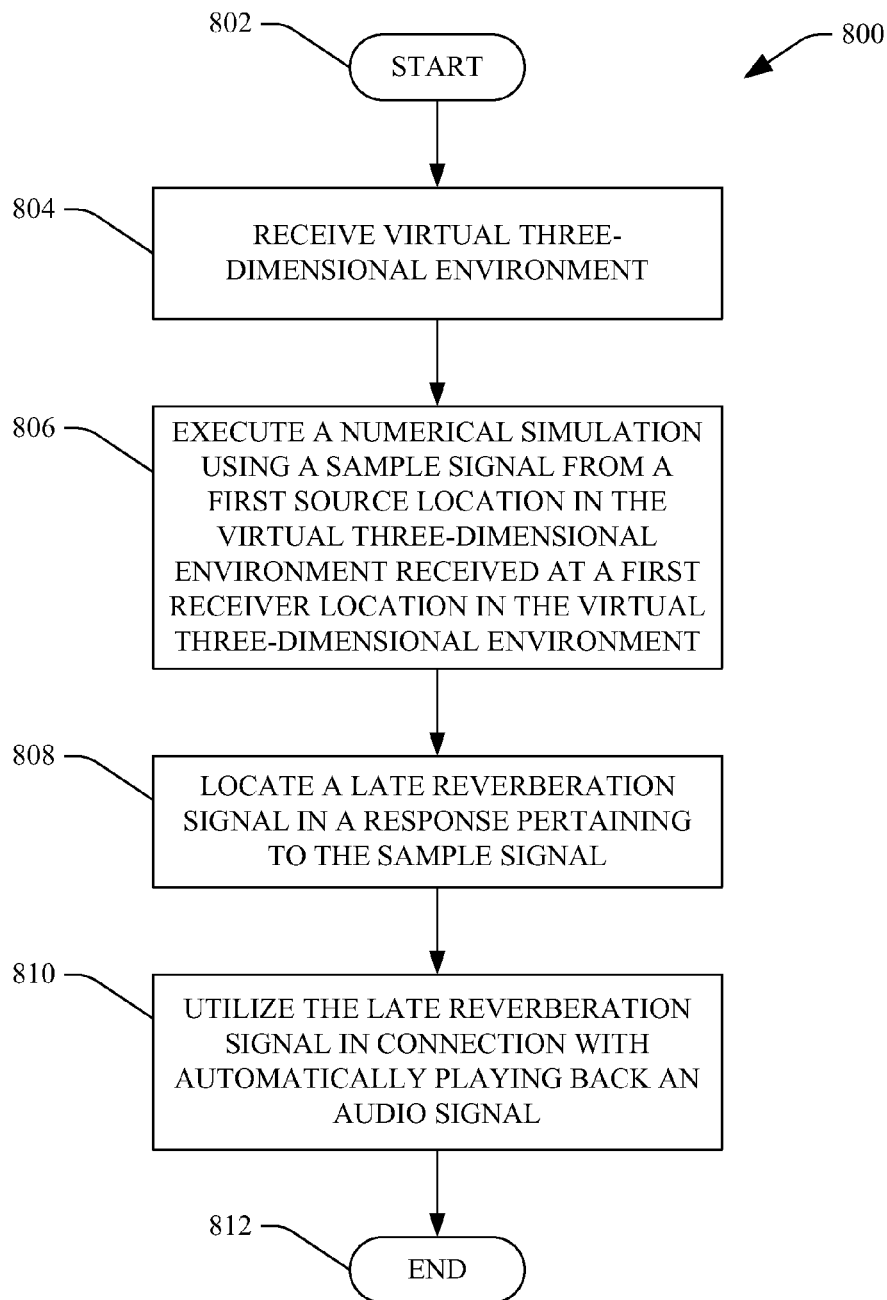 802
START
800
804
RECEIVE VIRTUAL THREE-
DIMENSIONAL ENVIRONMENT
806
EXECUTE A NUMERICAL SIMULATION
USING A SAMPLE SIGNAL FROM A
FIRST SOURCE LOCATION IN THE
VIRTUAL THREE-DIMENSIONAL
ENVIRONMENT RECEIVED AT A FIRST
RECEIVER LOCATION IN THE VIRTUAL
THREE-DIMENSIONAL ENVIRONMENT
808
LOCATE A LATE REVERBERATION
SIGNAL IN A RESPONSE PERTAINING
TO THE SAMPLE SIGNAL
810
UTILIZE THE LATE REVERBERATION
SIGNAL IN CONNECTION WITH
AUTOMATICALLY PLAYING BACK AN
AUDIO SIGNAL
812
END